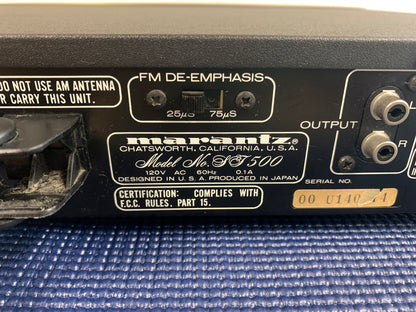 DO NOT USE AM ANTENNA
CARRY THIS UNIT.
FM DE-EMPHASIS
25µS 75µS
marantz
CHATSWORTH, CALIFORNIA, U.S.A.
Model No. ST500
120V AC 60Hz 0.1A
DESIGNED IN U.S.A. PRODUCED IN JAPAN
CERTIFICATION: COMPLIES WITH
F.C.C. RULES, PART 15.
OUTPUT
R
SERIAL NO.
00 U140